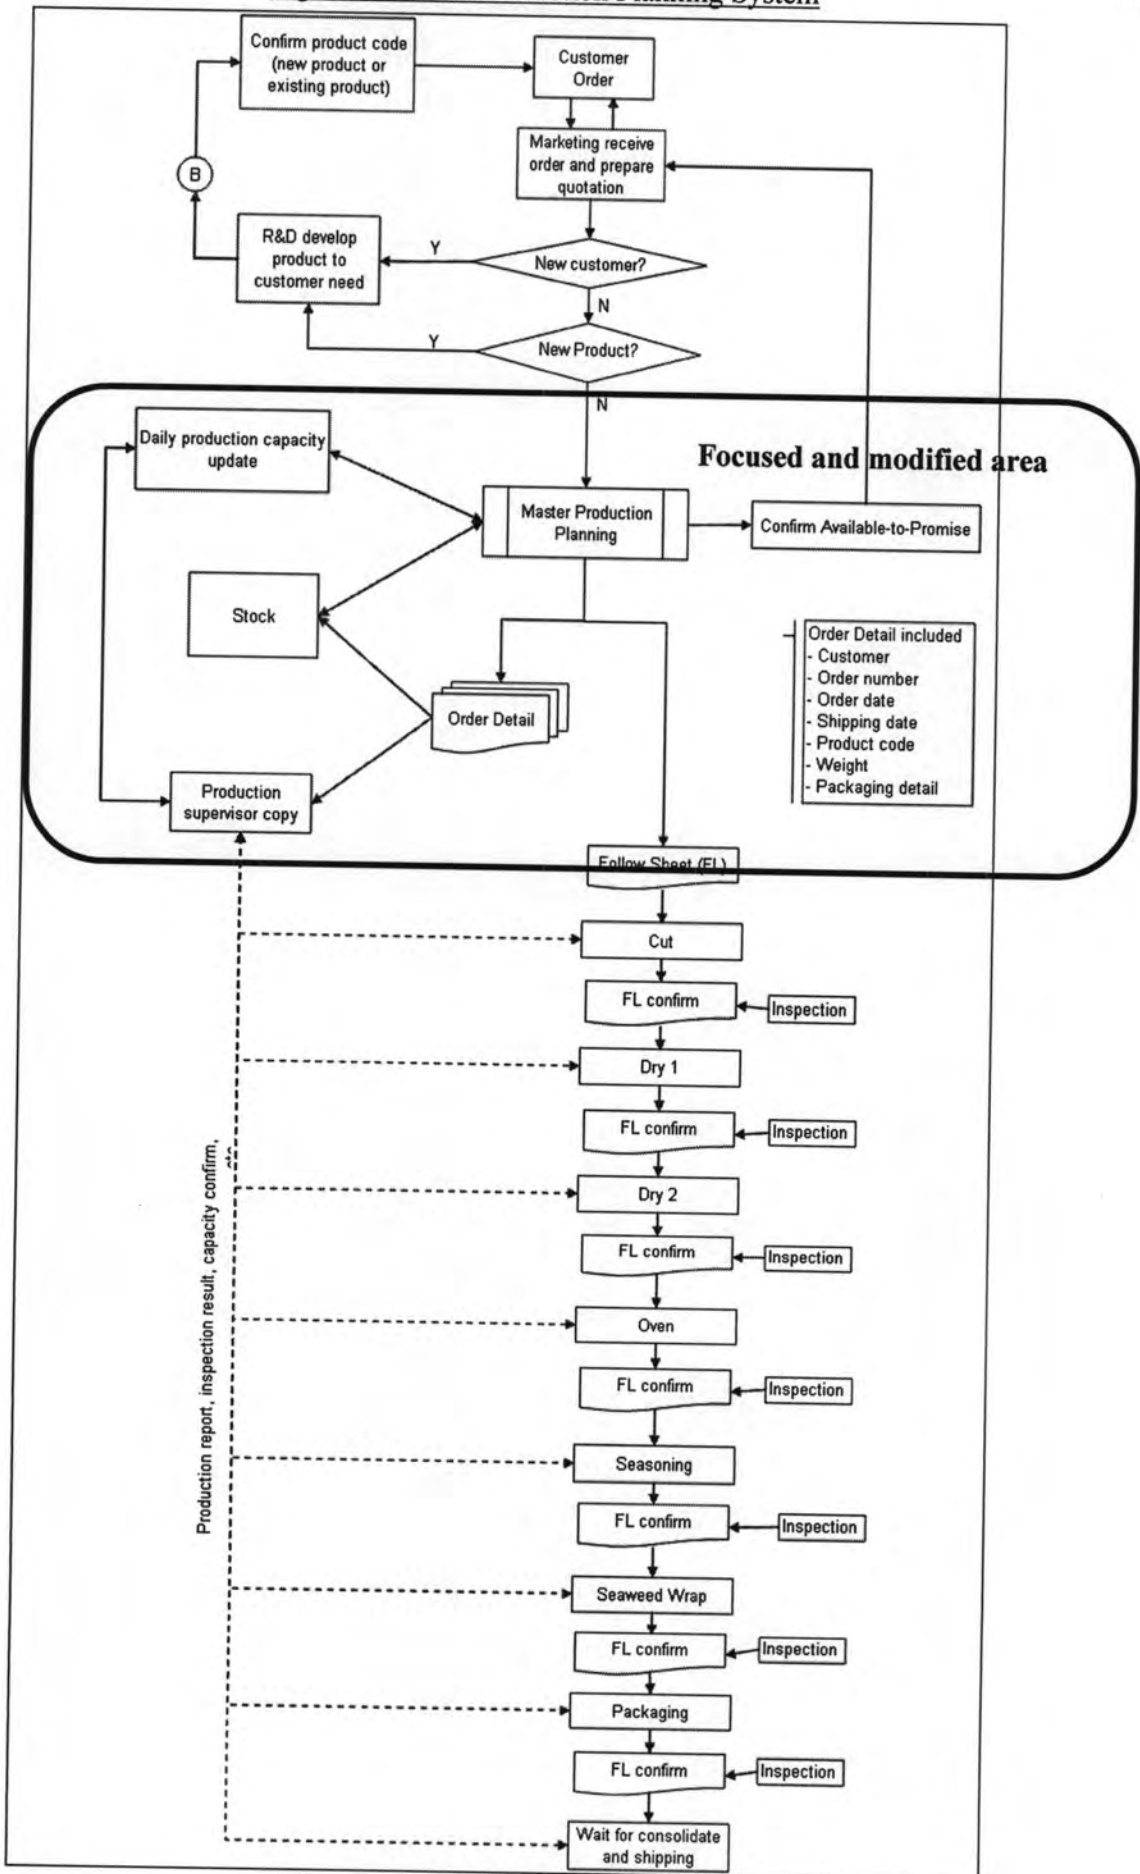 Planning System
Confirm product code
(new product or
existing product)
Customer
Order
Marketing receive
order and prepare
quotation
B
R&D develop
product to
customer need
Y
New customer?
N
Y
New Product?
N
Daily production capacity
update
Focused and modified area
Master Production
Planning
Confirm Available-to-Promise
Stock
Order Detail included
- Customer
- Order number
- Order date
- Shipping date
- Product code
- Weight
- Packaging detail
Order Detail
Production
supervisor copy
Follow Sheet (FL)
Cut
FL confirm
Inspection
Dry 1
FL confirm
Inspection
Dry 2
FL confirm
Inspection
Production report, inspection result, capacity confirm,
Oven
FL confirm
Inspection
Seasoning
FL confirm
Inspection
Seaweed Wrap
FL confirm
Inspection
Packaging
FL confirm
Inspection
Wait for consolidate
and shipping